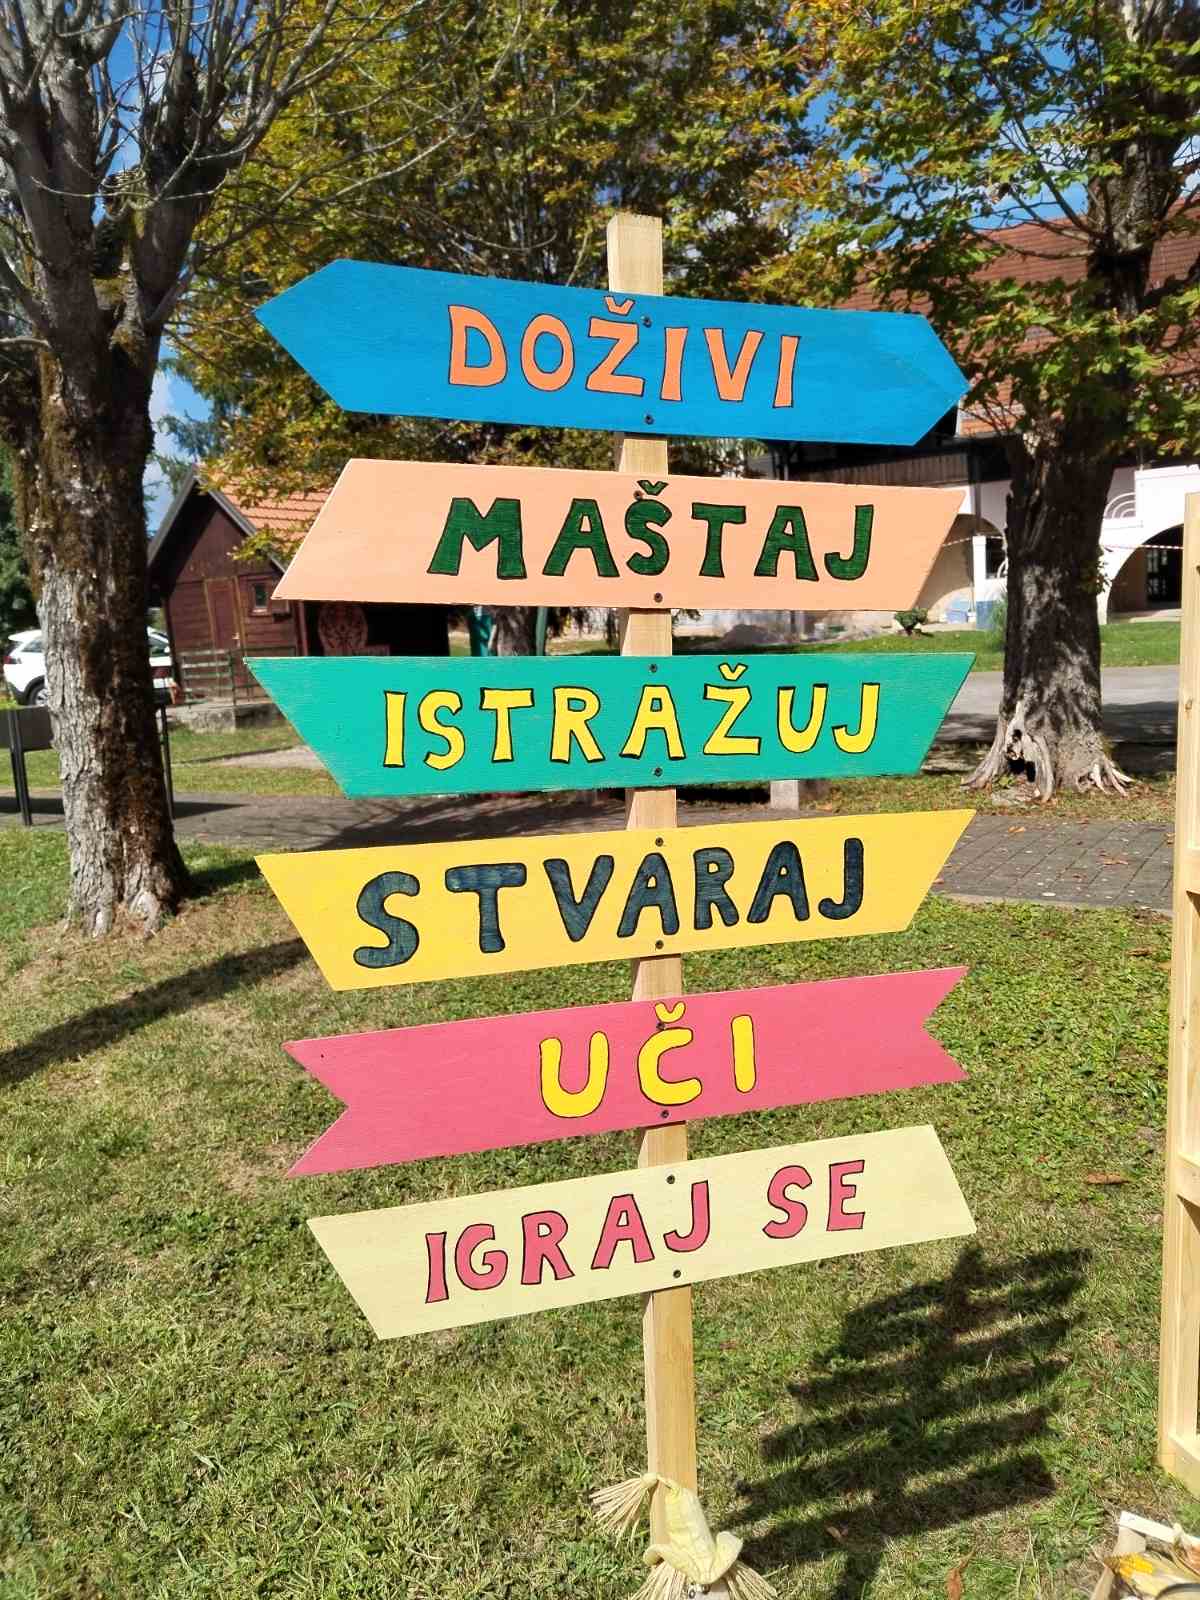 DOŽIVI
MAŠTAJ
ISTRAŽUJ
STVARAJ
UČI
IGRAJ SE